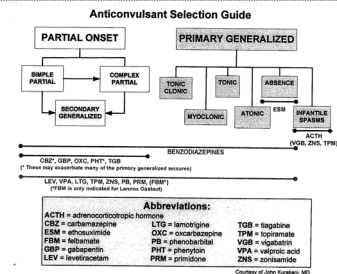 Anticonvulsant Selection Guide
PARTIAL ONSET
PRIMARY GENERALIZED
SIMPLE PARTIAL
COMPLEX PARTIAL
SECONDARY GENERALIZED
TONIC CLONIC
TONIC
ABSENCE
MYOCLONIC
ATONIC
ESM
INFANTILE SPASMS
ACTH
(VGB, ZNS, TPM)
BENZODIAZEPINES
CBZ*, GBP, OXC, PHT*, TGB
(* These may exacerbate many of the primary generalized seizures)
LEV, VPA, LTG, TPM, ZNS, PB, PRM, (FBM*)
(*FBM is only indicated for Lennox Gastaut)
Abbreviations:
ACTH = adrenocorticotropic hormone
CBZ = carbamazepine
ESM = ethosuximide
FBM = felbamate
GBP = gabapentin
LEV = levetiracetam
LTG = lamotrigine
OXC = oxcarbazepine
PB = phenobarbital
PHT = phenytoin
PRM = primidone
TGB = tiagabine
TPM = topiramate
VGB = vigabatrin
VPA = valproic acid
ZNS = zonisamide
Courtesy of John Kuratani, MD